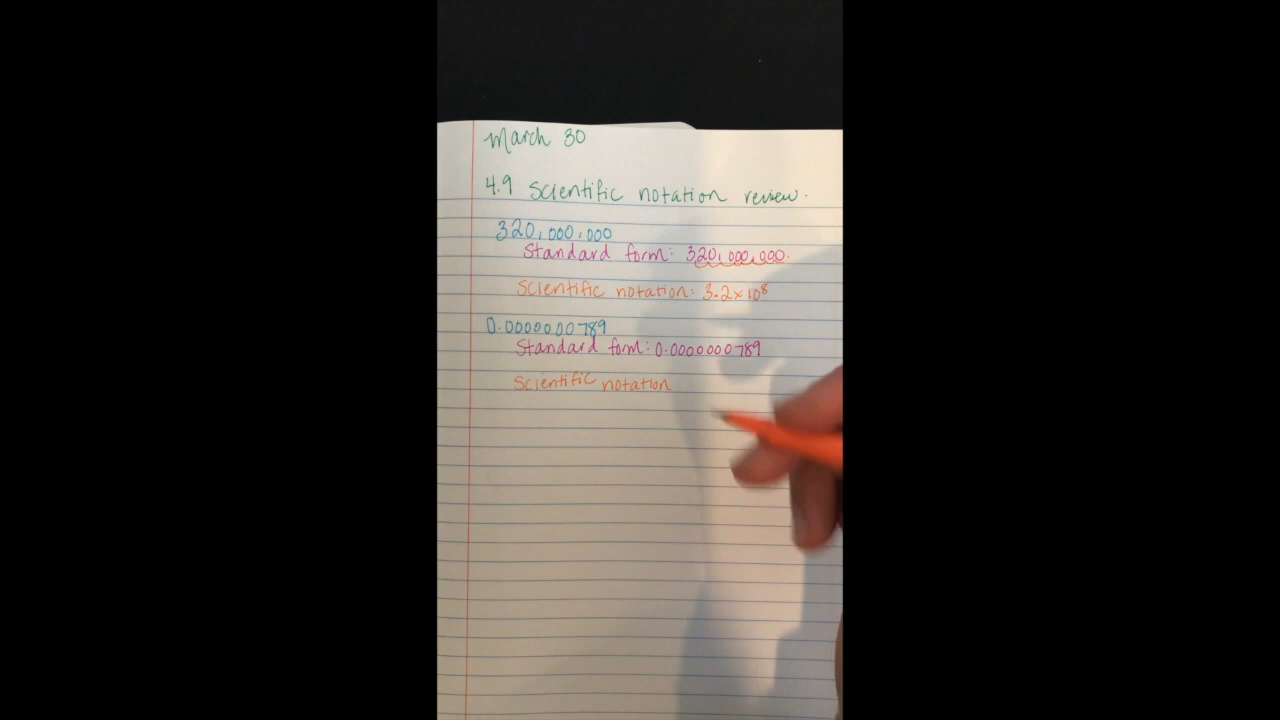 March 30
4.9 Scientific notation review.
320,000,000
Standard form: 320,000,000.
Scientific notation: 3.2×10⁸
0.0000000789
Standard form: 0.0000000789
Scientific notation